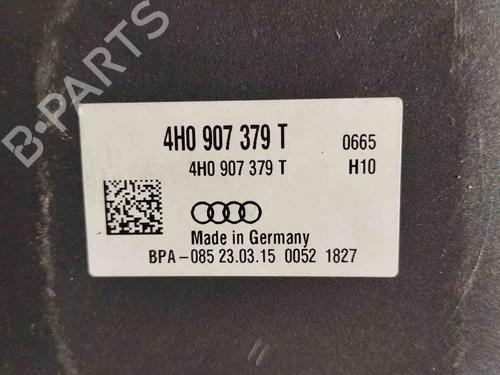 B-PARTS
4H0 907 379 T 0665
4H0 907 379 T H10
Made in Germany
BPA-085 23.03.15 0052 1827